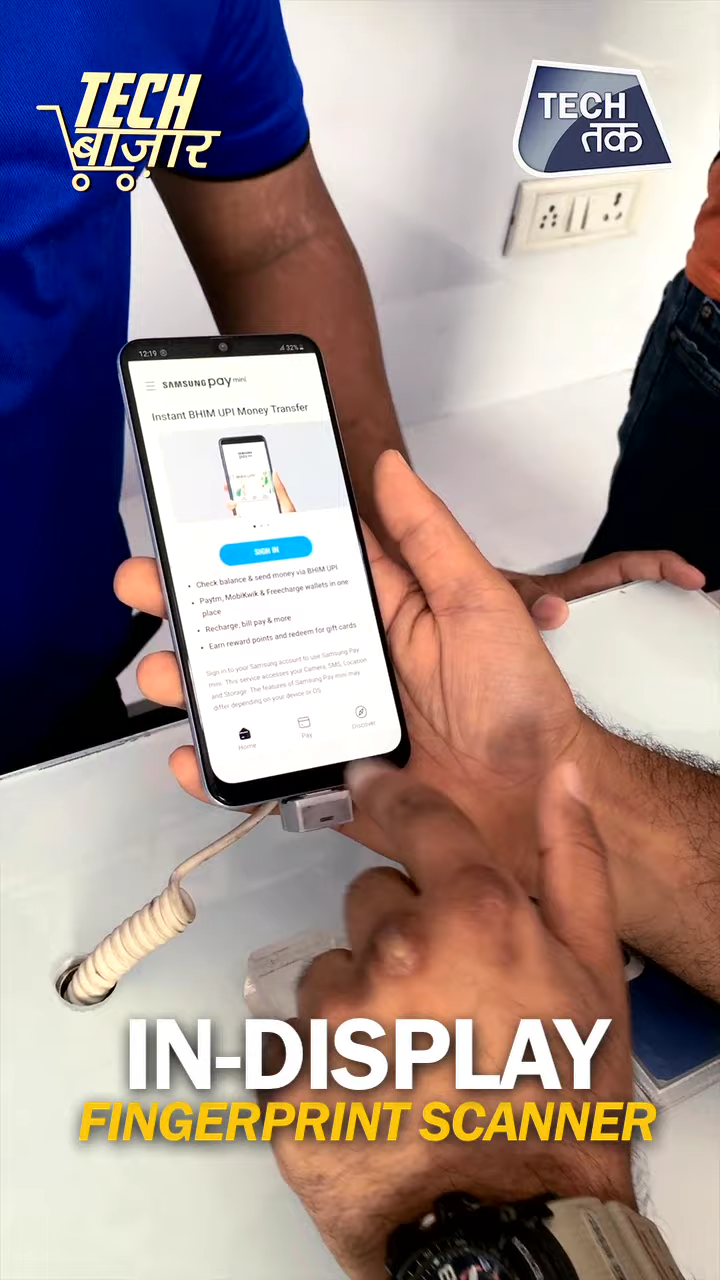 TECH
बाज़ार
TECH
तक
12:19
32%
SAMSUNG pay mini
Instant BHIM UPI Money Transfer
SIGN IN
• Check balance & send money via BHIM UPI
• Paytm, MobiKwik & Freecharge wallets in one
place
• Recharge, bill pay & more
• Earn reward points and redeem for gift cards
Sign in to your Samsung account to use Samsung Pay
mini. This service accesses your Camera, SMS, Location
and Storage. The features of Samsung Pay mini may
differ depending on your device or OS.
Home
Pay
Discover
IN-DISPLAY
FINGERPRINT SCANNER